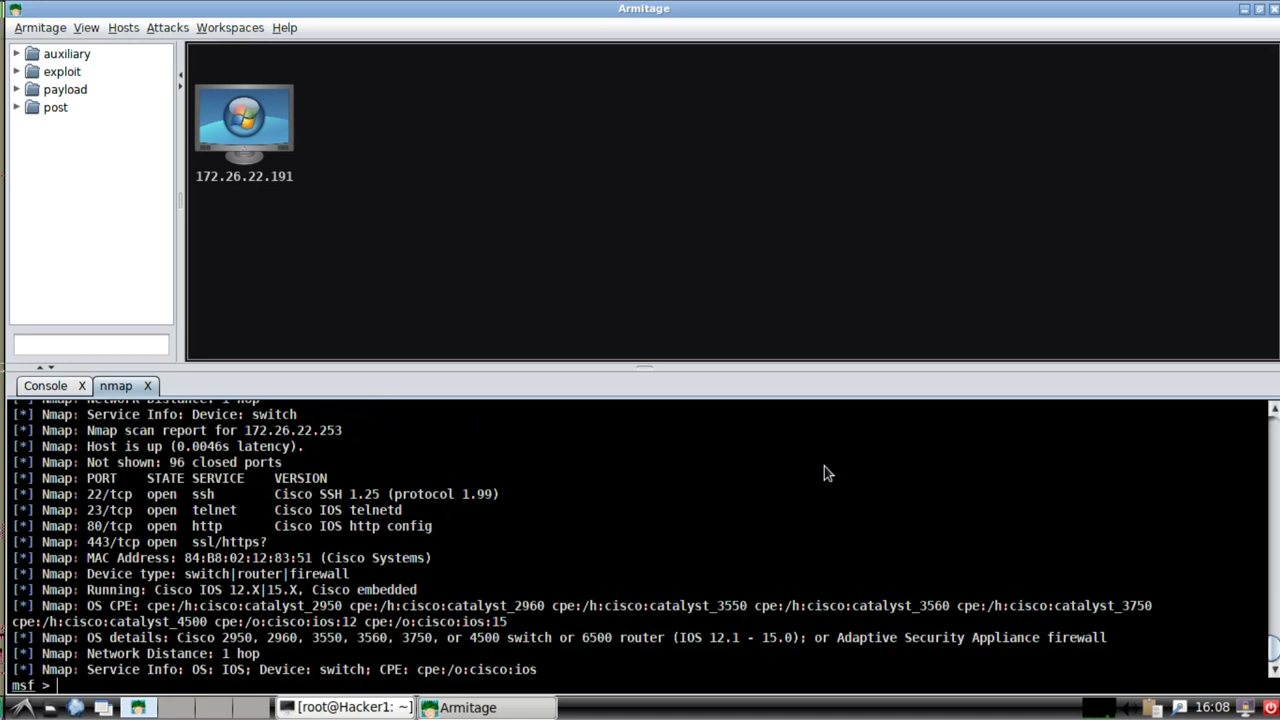 Armitage
Armitage View Hosts Attacks Workspaces Help
auxiliary
exploit
payload
post
172.26.22.191
Console X nmap X
[*] Nmap: Network Distance: 1 hop
[*] Nmap: Service Info: Device: switch
[*] Nmap: Nmap scan report for 172.26.22.253
[*] Nmap: Host is up (0.0046s latency).
[*] Nmap: Not shown: 96 closed ports
[*] Nmap: PORT STATE SERVICE VERSION
[*] Nmap: 22/tcp open ssh Cisco SSH 1.25 (protocol 1.99)
[*] Nmap: 23/tcp open telnet Cisco IOS telnetd
[*] Nmap: 80/tcp open http Cisco IOS http config
[*] Nmap: 443/tcp open ssl/https?
[*] Nmap: MAC Address: 84:B8:02:12:83:51 (Cisco Systems)
[*] Nmap: Device type: switch|router|firewall
[*] Nmap: Running: Cisco IOS 12.X|15.X, Cisco embedded
[*] Nmap: OS CPE: cpe:/h:cisco:catalyst_2950 cpe:/h:cisco:catalyst_2960 cpe:/h:cisco:catalyst_3550 cpe:/h:cisco:catalyst_3560 cpe:/h:cisco:catalyst_3750
cpe:/h:cisco:catalyst_4500 cpe:/o:cisco:ios:12 cpe:/o:cisco:ios:15
[*] Nmap: OS details: Cisco 2950, 2960, 3550, 3560, 3750, or 4500 switch or 6500 router (IOS 12.1 - 15.0); or Adaptive Security Appliance firewall
[*] Nmap: Network Distance: 1 hop
[*] Nmap: Service Info: OS: IOS; Device: switch; CPE: cpe:/o:cisco:ios
msf >
[root@Hacker1: ~] Armitage 16:08